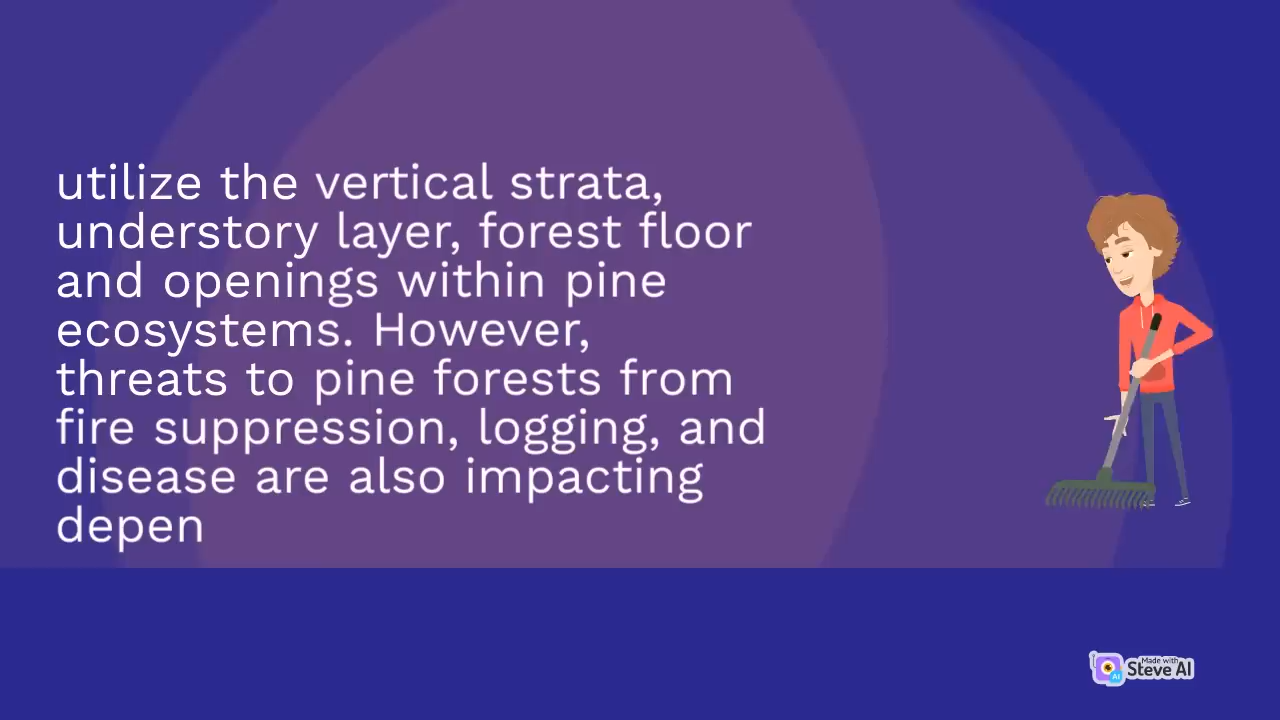 utilize the vertical strata,
understory layer, forest floor
and openings within pine
ecosystems. However,
threats to pine forests from
fire suppression, logging, and
disease are also impacting
depen
Made with
Steve AI
AI